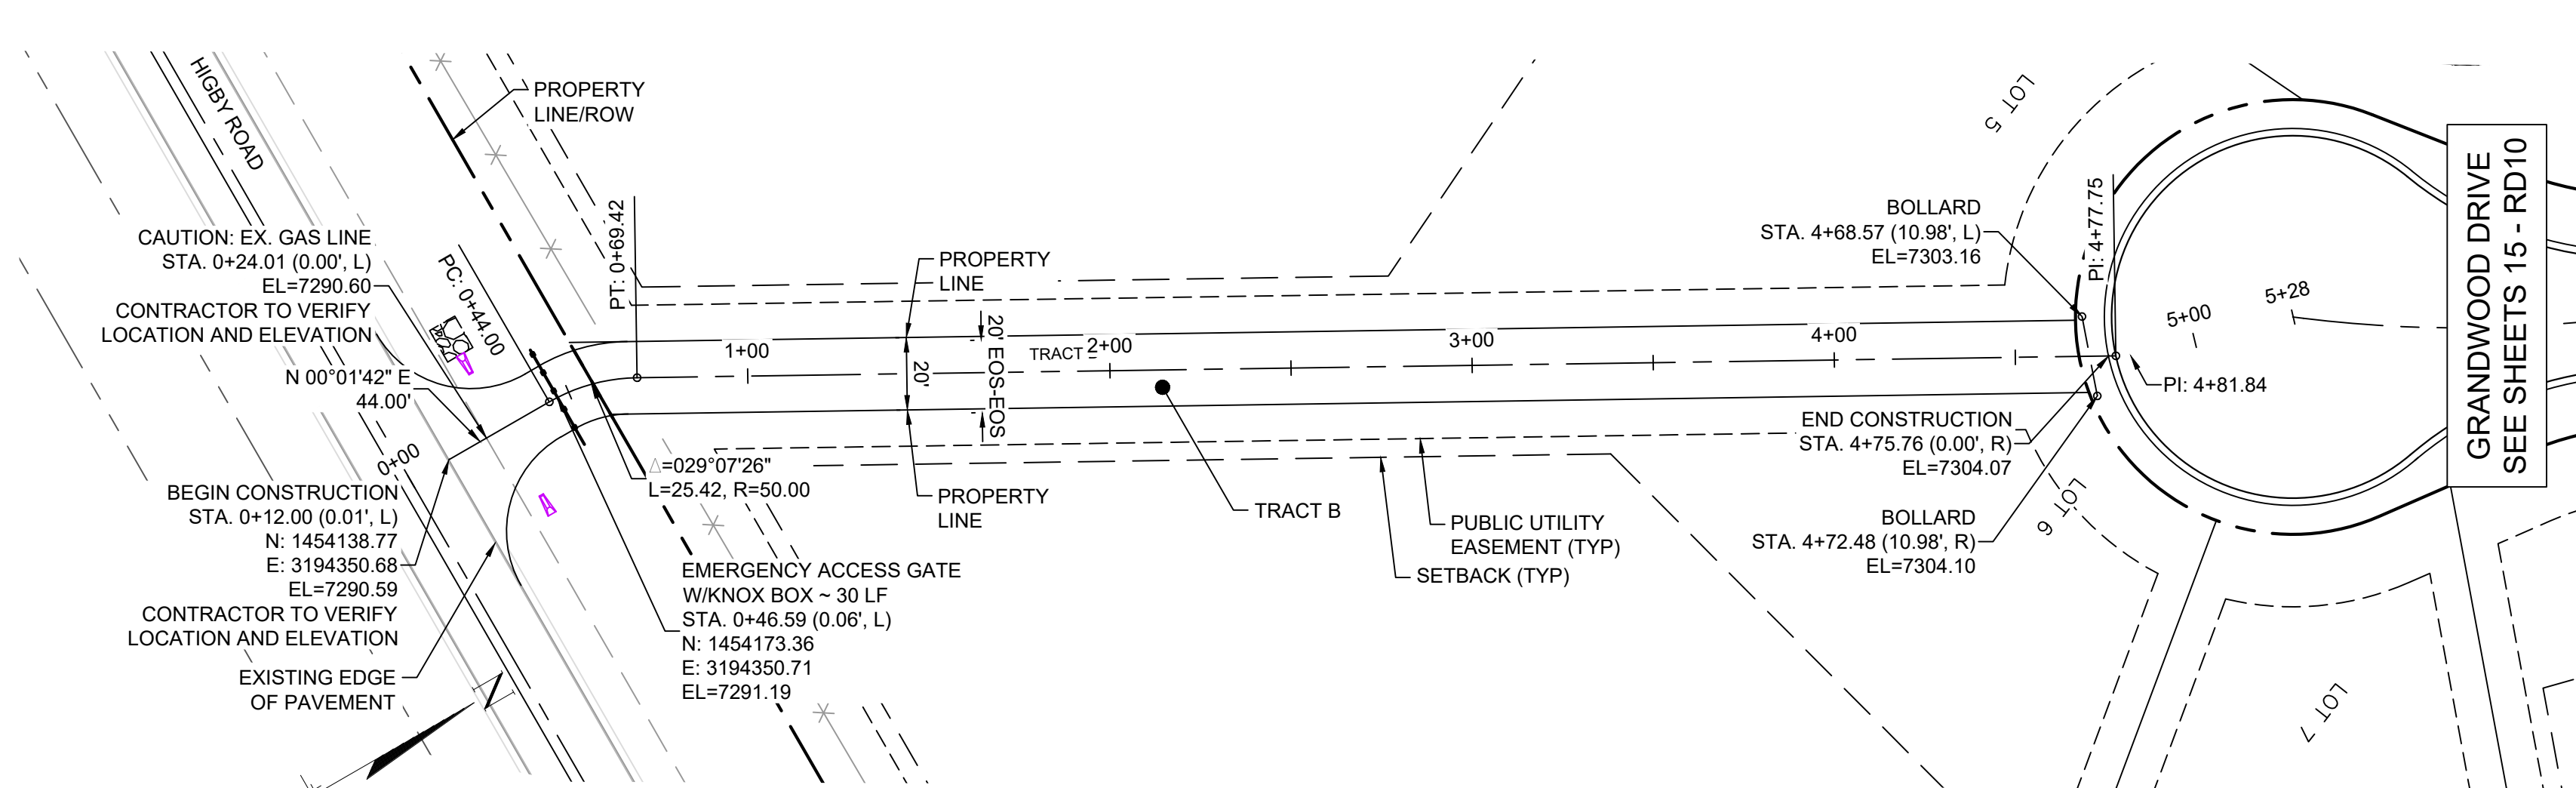 HIGBY ROAD
PROPERTY
LINE/ROW
CAUTION: EX. GAS LINE
STA. 0+24.01 (0.00', L)
EL=7290.60
CONTRACTOR TO VERIFY
LOCATION AND ELEVATION
PC: 0+44.00
PT: 0+69.42
N 00°01'42" E
44.00'
0+00
BEGIN CONSTRUCTION
STA. 0+12.00 (0.01', L)
N: 1454138.77
E: 3194350.68
EL=7290.59
CONTRACTOR TO VERIFY
LOCATION AND ELEVATION
EXISTING EDGE
OF PAVEMENT
N
Δ=029°07'26"
L=25.42, R=50.00
EMERGENCY ACCESS GATE
W/KNOX BOX ~ 30 LF
STA. 0+46.59 (0.06', L)
N: 1454173.36
E: 3194350.71
EL=7291.19
1+00
PROPERTY
LINE
20'
20' EOS-EOS
PROPERTY
LINE
TRACT
2+00
3+00
4+00
TRACT B
PUBLIC UTILITY
EASEMENT (TYP)
SETBACK (TYP)
BOLLARD
STA. 4+68.57 (10.98', L)
EL=7303.16
LOT 5
PI: 4+77.75
5+00
5+28
PI: 4+81.84
END CONSTRUCTION
STA. 4+75.76 (0.00', R)
EL=7304.07
LOT 6
BOLLARD
STA. 4+72.48 (10.98', R)
EL=7304.10
LOT 7
GRANDWOOD DRIVE
SEE SHEETS 15 - RD10